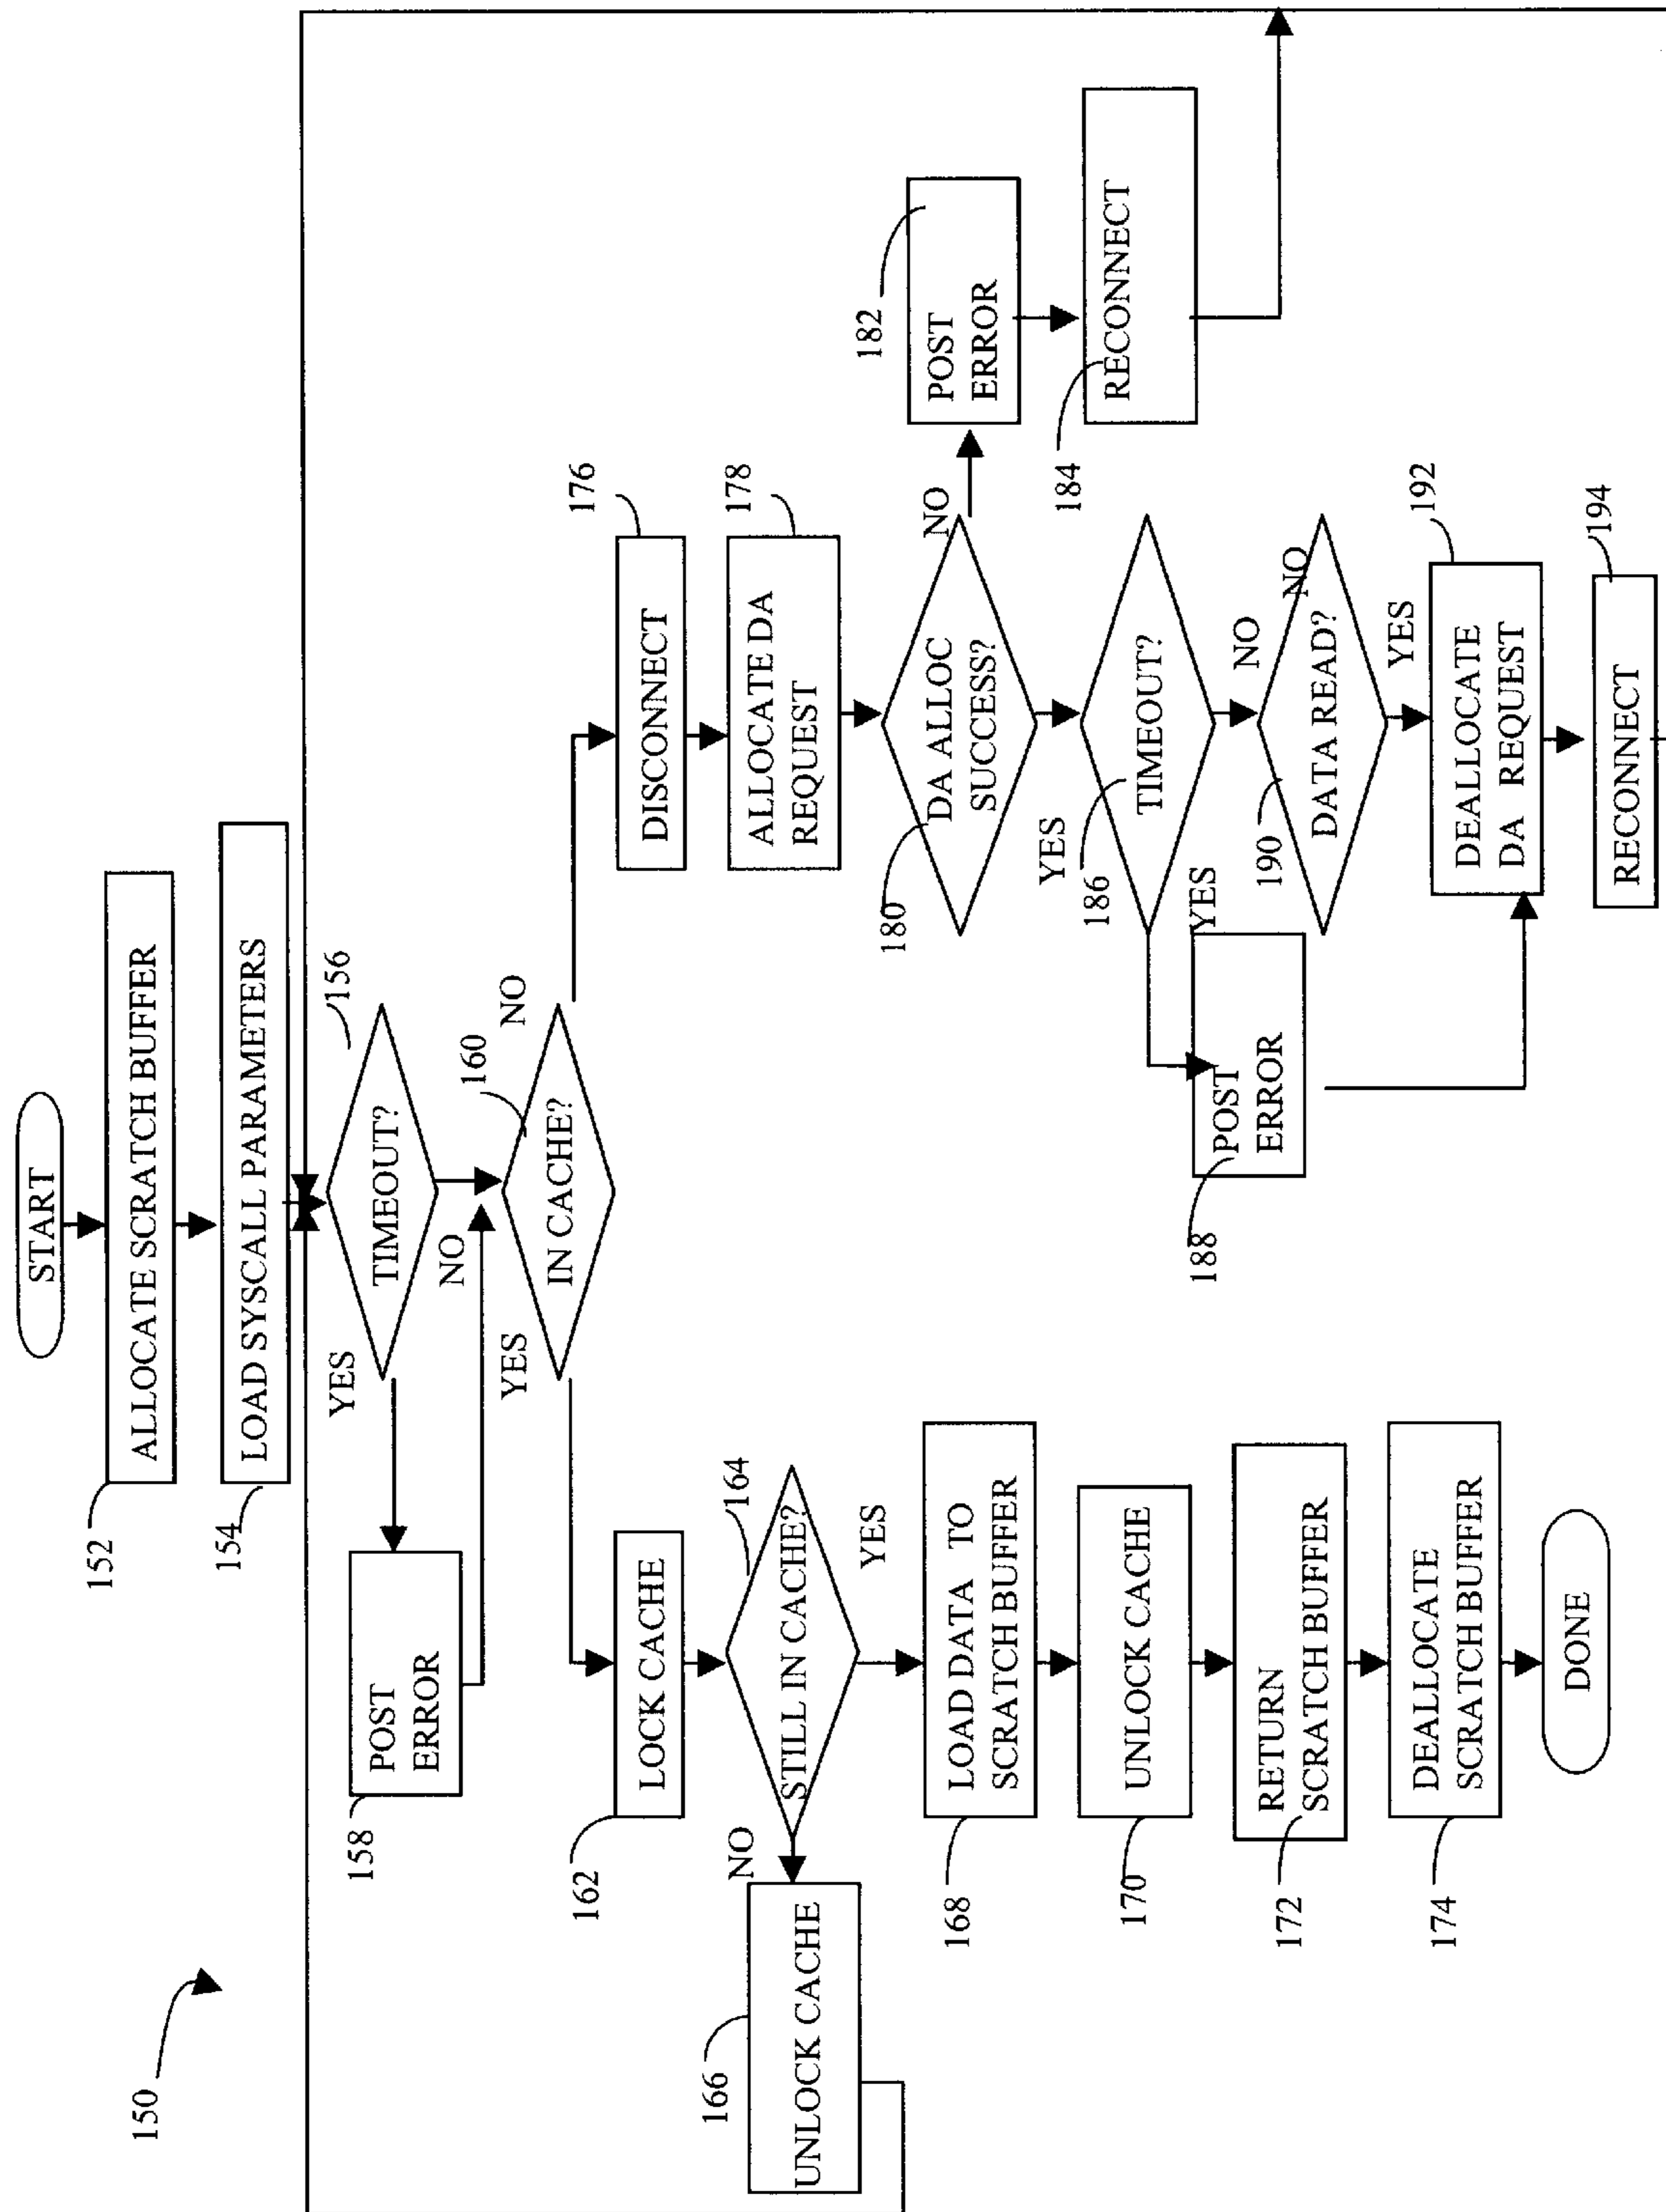 150
START
152
ALLOCATE SCRATCH BUFFER
154
LOAD SYSCALL PARAMETERS
156
TIMEOUT?
YES
NO
158
POST
ERROR
160
IN CACHE?
YES
NO
162
LOCK CACHE
164
STILL IN CACHE?
NO
YES
166
UNLOCK CACHE
168
LOAD DATA TO
SCRATCH BUFFER
170
UNLOCK CACHE
172
RETURN
SCRATCH BUFFER
174
DEALLOCATE
SCRATCH BUFFER
DONE
176
DISCONNECT
178
ALLOCATE DA
REQUEST
180
DA ALLOC
SUCCESS?
NO
YES
182
POST
ERROR
184
RECONNECT
186
TIMEOUT?
YES
NO
188
POST
ERROR
190
DATA READ?
NO
YES
192
DEALLOCATE
DA REQUEST
194
RECONNECT